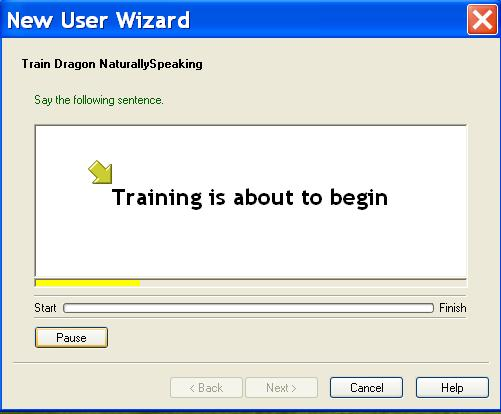 New User Wizard
Train Dragon NaturallySpeaking
Say the following sentence.
Training is about to begin
Start Finish
Pause
< Back Next > Cancel Help